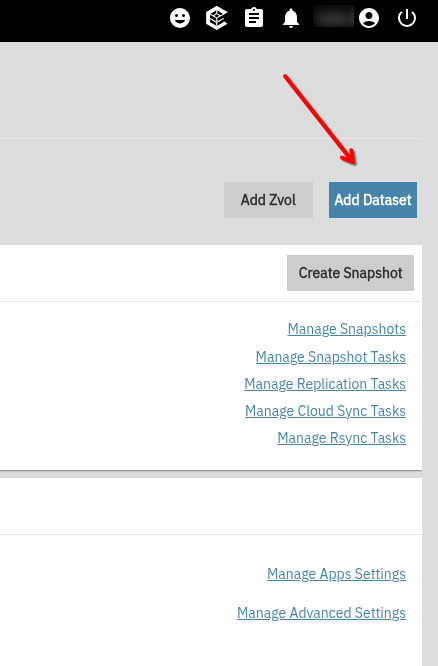 Add Zvol
Add Dataset
Create Snapshot
Manage Snapshots
Manage Snapshot Tasks
Manage Replication Tasks
Manage Cloud Sync Tasks
Manage Rsync Tasks
Manage Apps Settings
Manage Advanced Settings